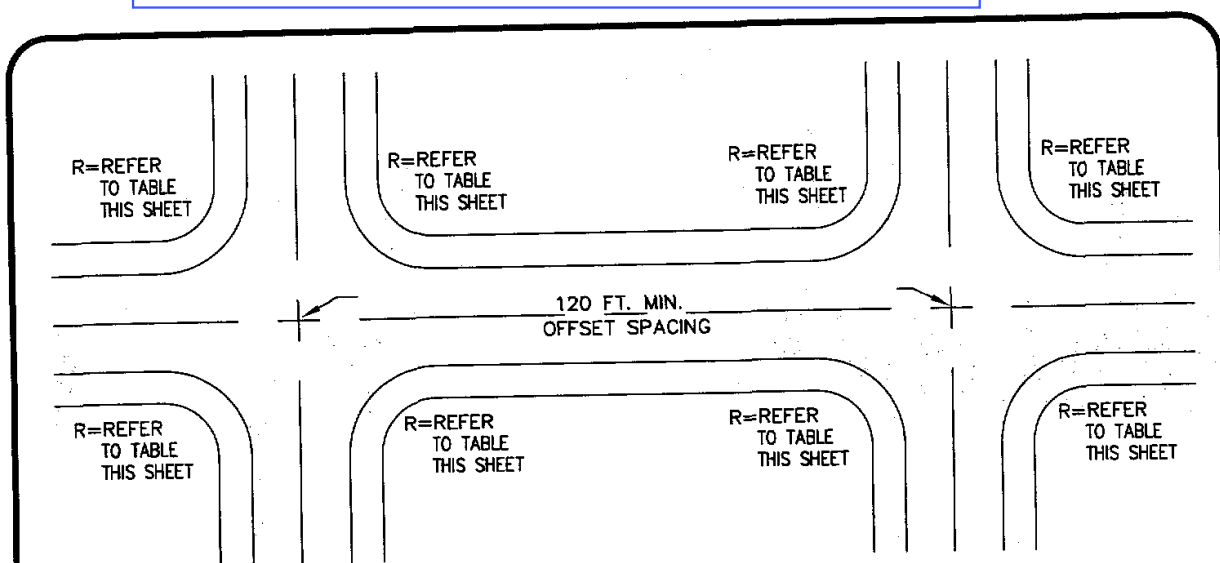 R=REFER
TO TABLE
THIS SHEET
R=REFER
TO TABLE
THIS SHEET
R=REFER
TO TABLE
THIS SHEET
R=REFER
TO TABLE
THIS SHEET
120 FT. MIN.
OFFSET SPACING
R=REFER
TO TABLE
THIS SHEET
R=REFER
TO TABLE
THIS SHEET
R=REFER
TO TABLE
THIS SHEET
R=REFER
TO TABLE
THIS SHEET